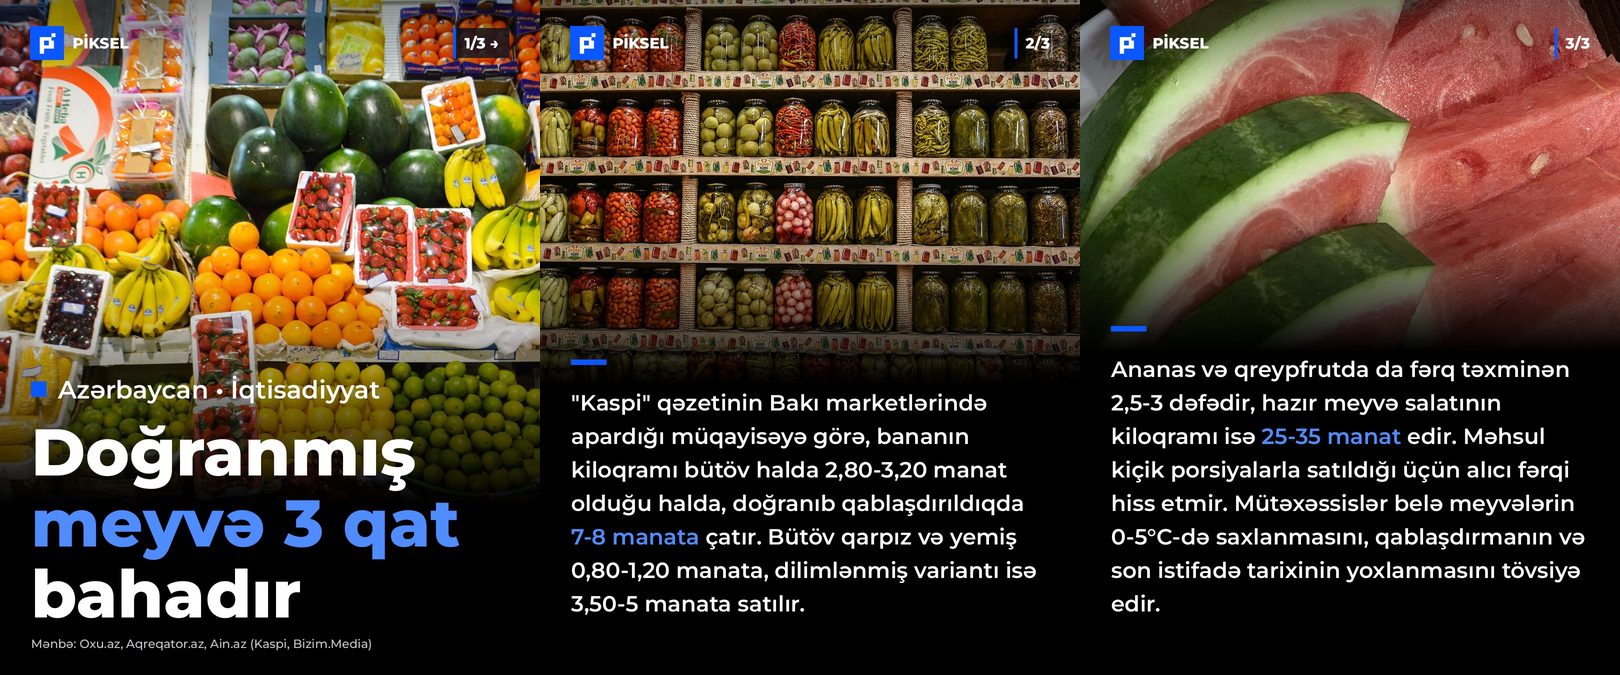 PİKSEL
1/3 →
Azərbaycan • İqtisadiyyat
Doğranmış
meyvə 3 qat
bahadır
Mənbə: Oxu.az, Aqreqator.az, Ain.az (Kaspi, Bizim.Media)
PİKSEL
2/3
"Kaspi" qəzetinin Bakı marketlərində
apardığı müqayisəyə görə, bananın
kiloqramı bütöv halda 2,80-3,20 manat
olduğu halda, doğranıb qablaşdırıldıqda
7-8 manata çatır. Bütöv qarpız və yemiş
0,80-1,20 manata, dilimlənmiş variantı isə
3,50-5 manata satılır.
PİKSEL
3/3
Ananas və qreypfrutda da fərq təxminən
2,5-3 dəfədir, hazır meyvə salatının
kiloqramı isə 25-35 manat edir. Məhsul
kiçik porsiyalarla satıldığı üçün alıcı fərqi
hiss etmir. Mütəxəssislər belə meyvələrin
0-5°C-də saxlanmasını, qablaşdırmanın və
son istifadə tarixinin yoxlanmasını tövsiyə
edir.